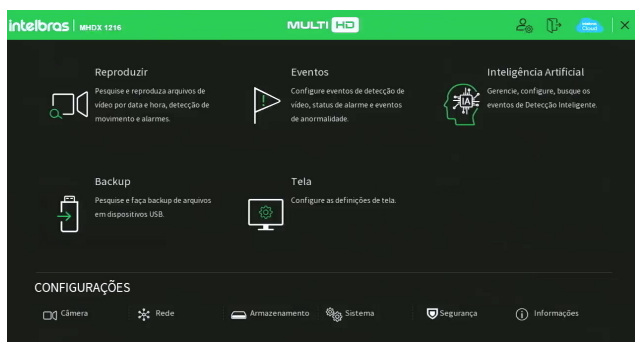 intelbras | MHDX 1216
MULTI HD
Cloud
Reproduzir
Pesquise e reproduza arquivos de
vídeo por data e hora, detecção de
movimento e alarmes.
Eventos
Configure eventos de detecção de
vídeo, status de alarme e eventos
de anormalidade.
Inteligência Artificial
IA
Gerencie, configure, busque os
eventos de Detecção Inteligente.
Backup
Pesquise e faça backup de arquivos
em dispositivos USB.
Tela
Configure as definições de tela.
CONFIGURAÇÕES
Câmera
Rede
Armazenamento
Sistema
Segurança
Informações